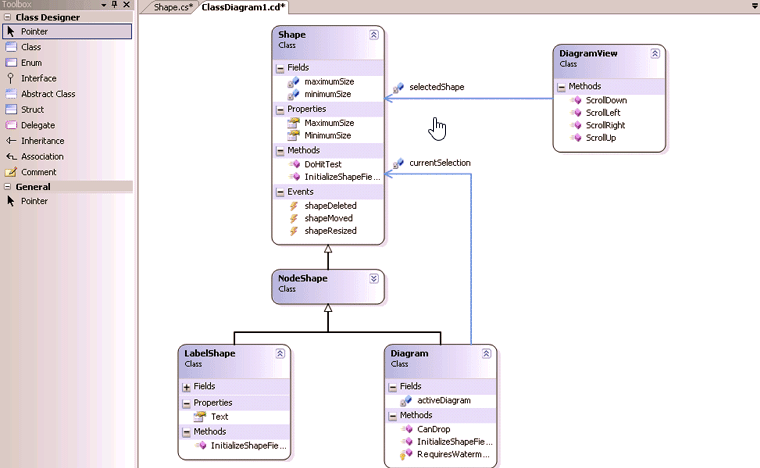 Toolbox
Class Designer
Pointer
Class
Enum
Interface
Abstract Class
Struct
Delegate
Inheritance
Association
Comment
General
Pointer
Shape.cs*
ClassDiagram1.cd*
Shape
Class
Fields
maximumSize
minimumSize
Properties
MaximumSize
MinimumSize
Methods
DoHitTest
InitializeShapeFie...
Events
shapeDeleted
shapeMoved
shapeResized
selectedShape
currentSelection
DiagramView
Class
Methods
ScrollDown
ScrollLeft
ScrollRight
ScrollUp
NodeShape
Class
LabelShape
Class
Fields
Properties
Text
Methods
InitializeShapeFie...
Diagram
Class
Fields
activeDiagram
Methods
CanDrop
InitializeShapeFie...
RequiresWaterm...